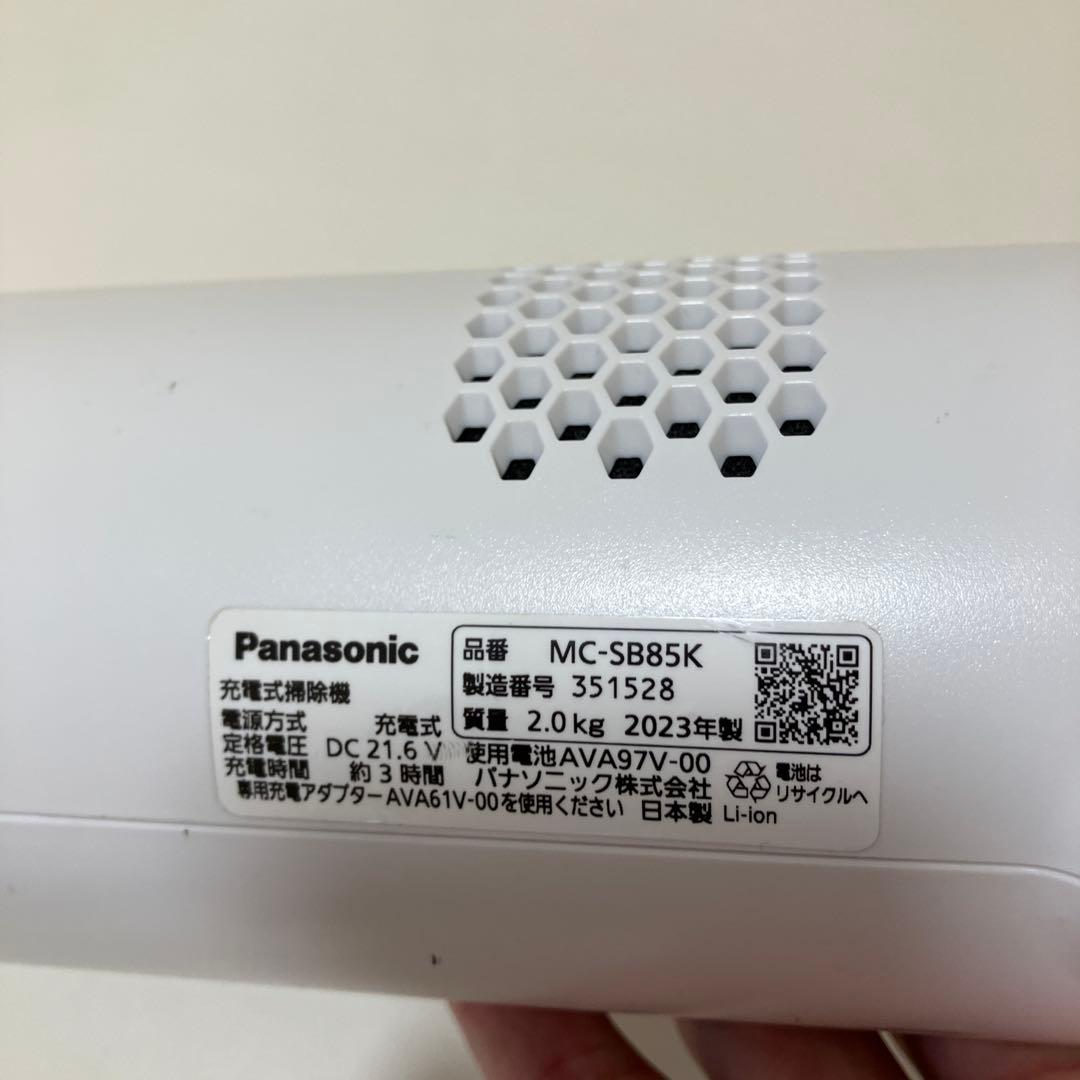 Panasonic
充電式掃除機
電源方式 充電式
定格電圧 DC 21.6 V
充電時間 約3時間
品番 MC-SB85K
製造番号 351528
質量 2.0kg 2023年製
使用電池AVA97V-00
パナソニック株式会社
専用充電アダプターAVA61V-00を使用ください 日本製 Li-ion
電池は
リサイクルへ